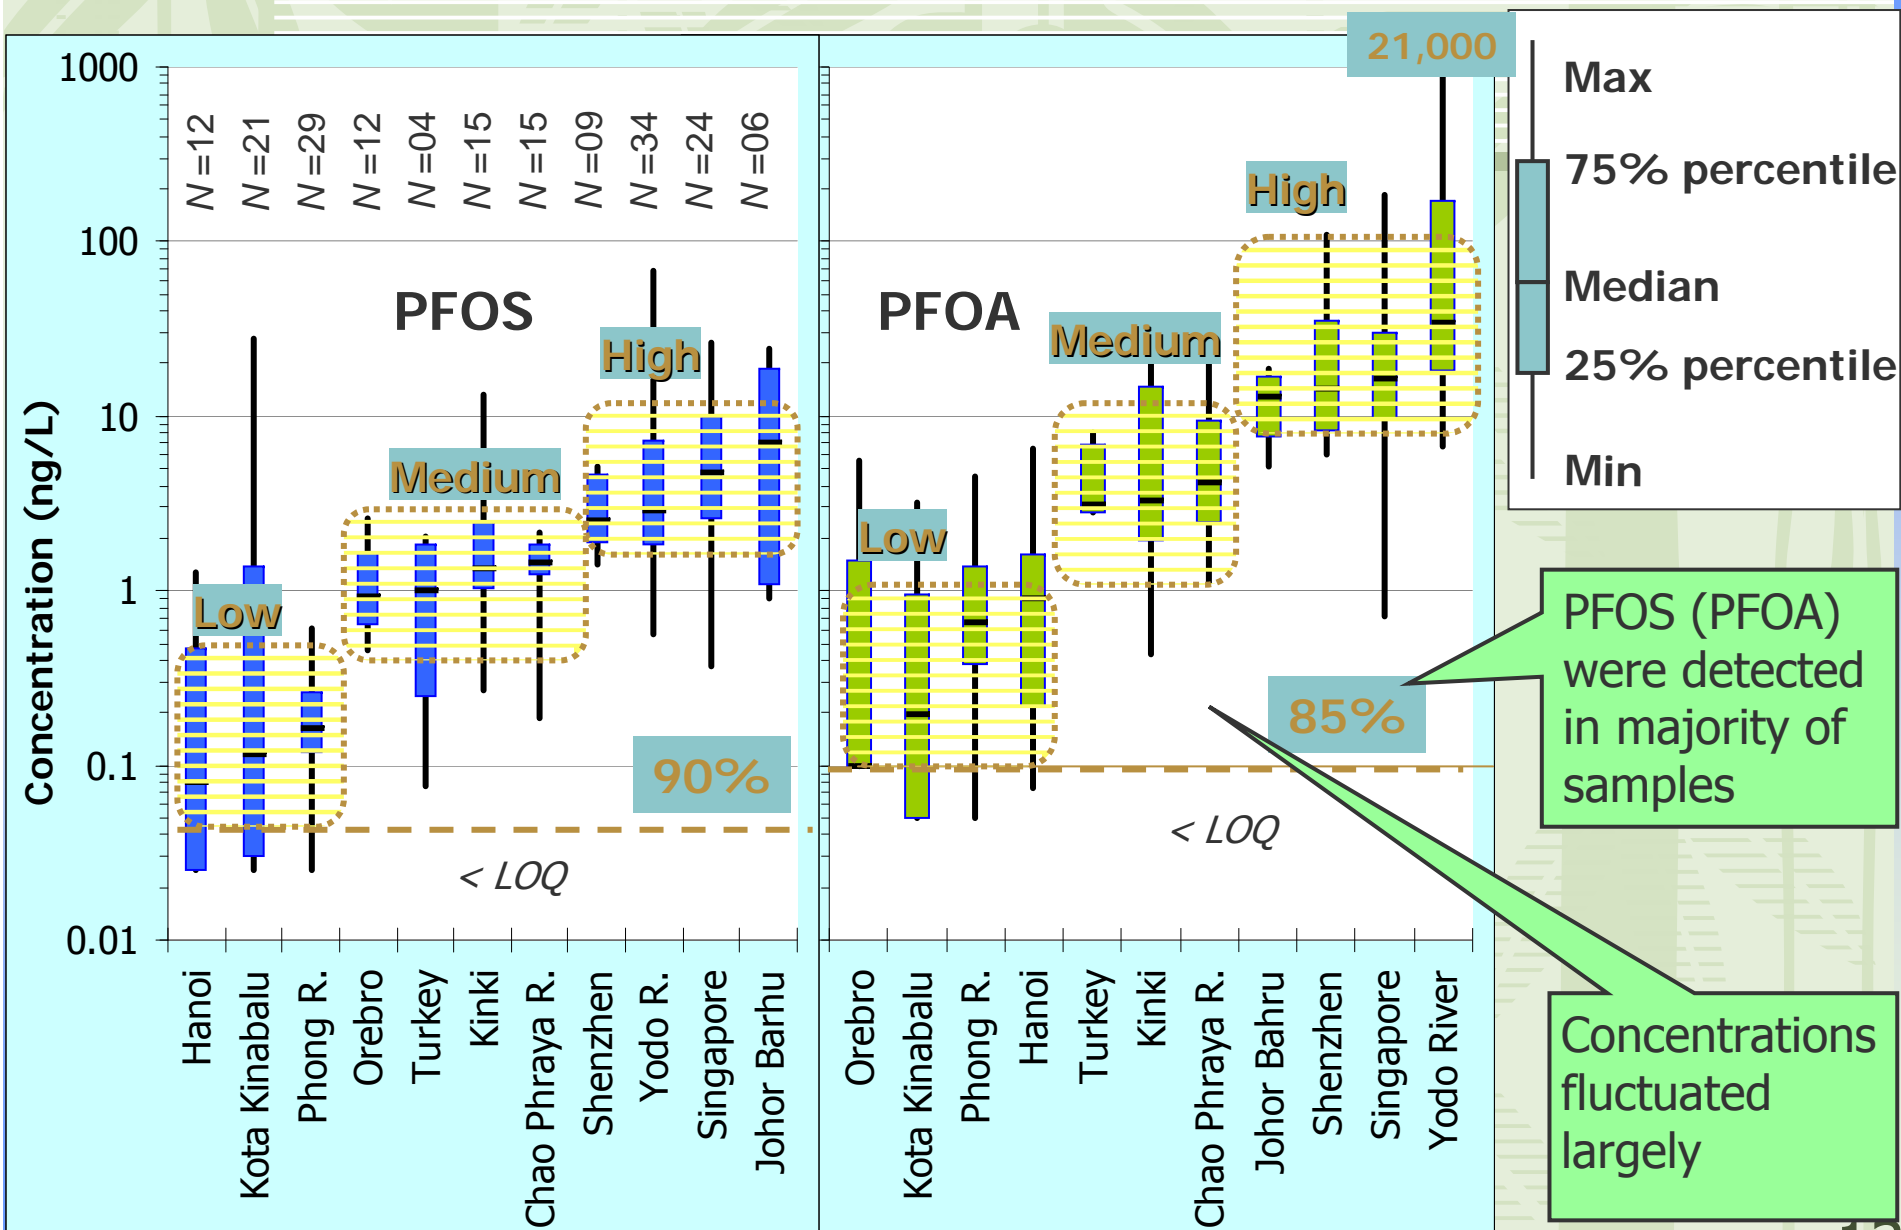 21,000
Max
75% percentile
Median
25% percentile
Min
1000
100
10
1
0.1
0.01
Concentration (ng/L)
N=12
N=21
N=29
N=12
N=04
N=15
N=15
N=09
N=34
N=24
N=06
PFOS
Low
Medium
High
90%
< LOQ
Hanoi
Kota Kinabalu
Phong R.
Orebro
Turkey
Kinki
Chao Phraya R.
Shenzhen
Yodo R.
Singapore
Johor Barhu
PFOA
Low
Medium
High
85%
< LOQ
Orebro
Kota Kinabalu
Phong R.
Hanoi
Turkey
Kinki
Chao Phraya R.
Johor Bahru
Shenzhen
Singapore
Yodo River
PFOS (PFOA)
were detected
in majority of
samples
Concentrations
fluctuated
largely